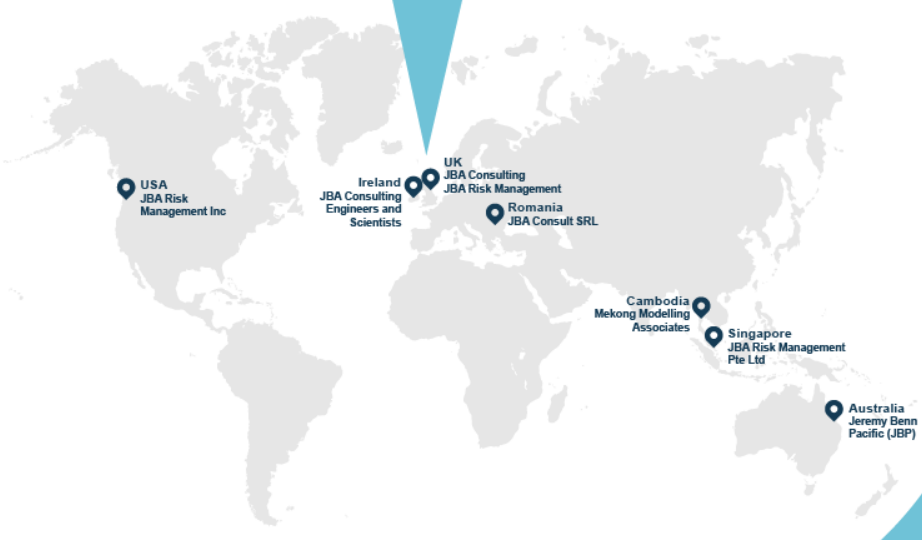 USA
JBA Risk
Management Inc
Ireland
JBA Consulting
Engineers and
Scientists
UK
JBA Consulting
JBA Risk Management
Romania
JBA Consult SRL
Cambodia
Mekong Modelling
Associates
Singapore
JBA Risk Management
Pte Ltd
Australia
Jeremy Benn
Pacific (JBP)